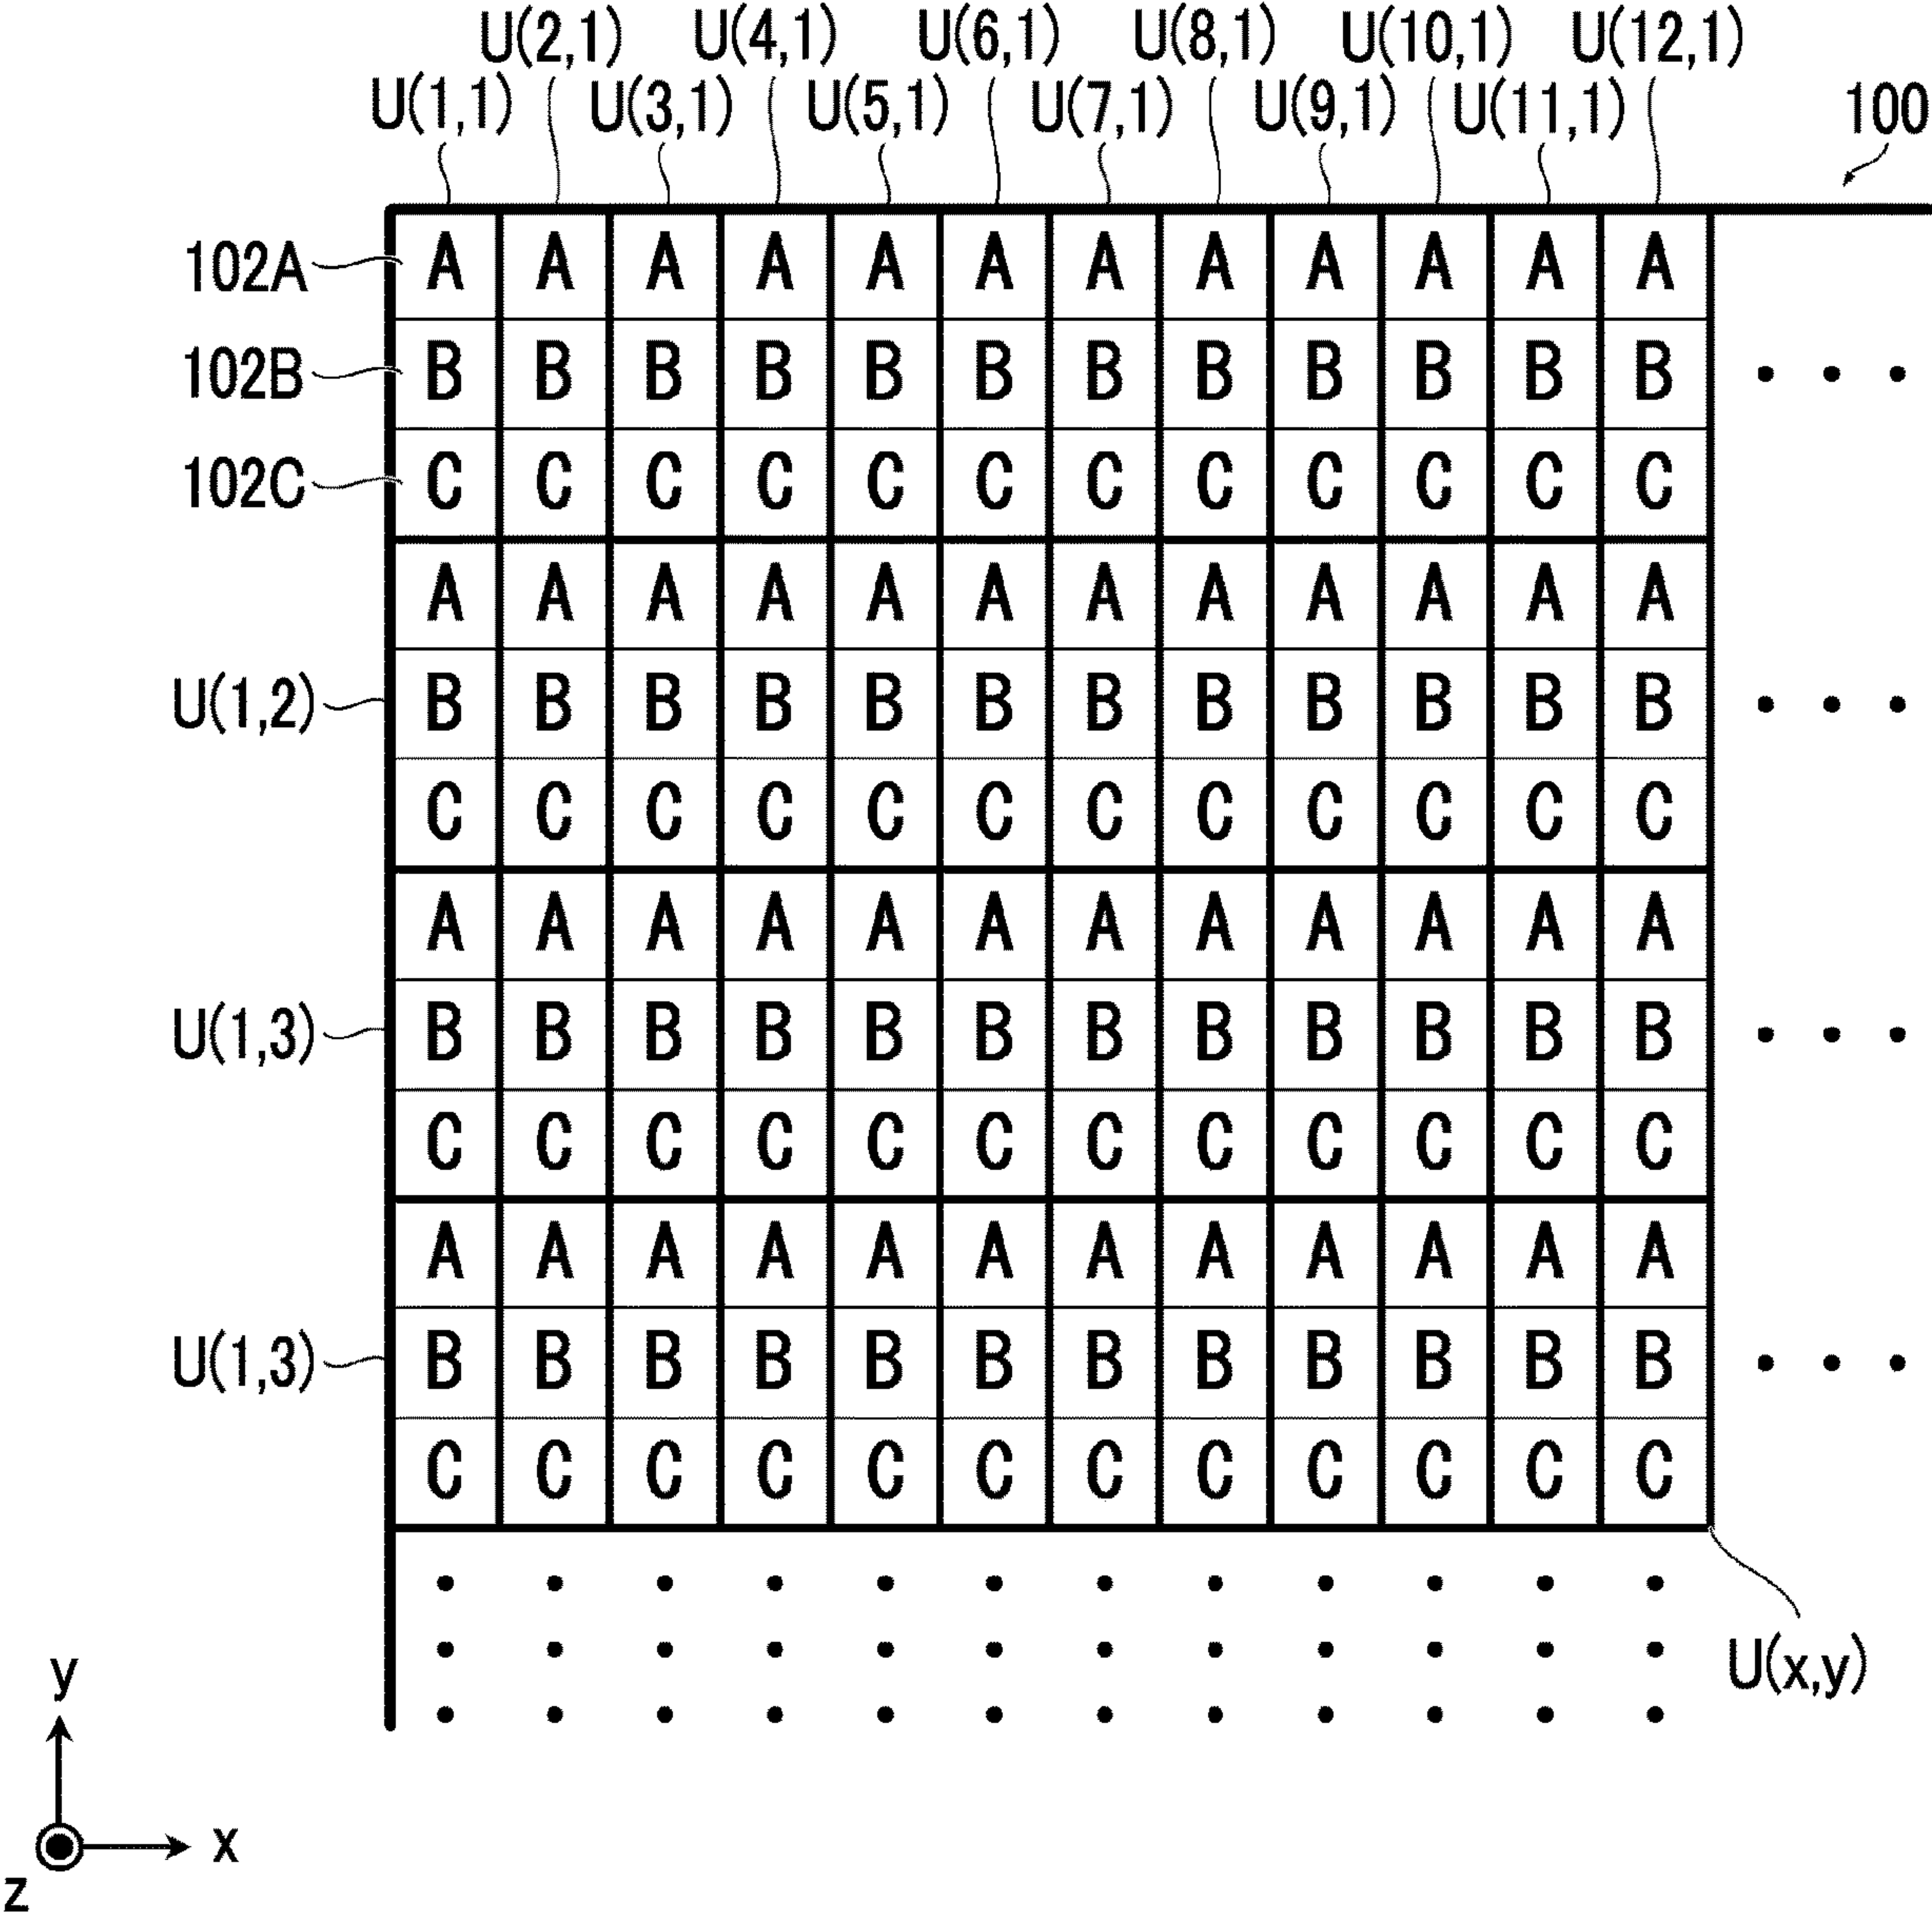 U(2,1) U(4,1) U(6,1) U(8,1) U(10,1) U(12,1)
U(1,1) U(3,1) U(5,1) U(7,1) U(9,1) U(11,1) 100
102A A A A A A A A A A A A A
102B B B B B B B B B B B B B
102C C C C C C C C C C C C C
A A A A A A A A A A A A
U(1,2) B B B B B B B B B B B B
C C C C C C C C C C C C
A A A A A A A A A A A A
U(1,3) B B B B B B B B B B B B
C C C C C C C C C C C C
A A A A A A A A A A A A
U(1,3) B B B B B B B B B B B B
C C C C C C C C C C C C
U(x,y)
y
x
z